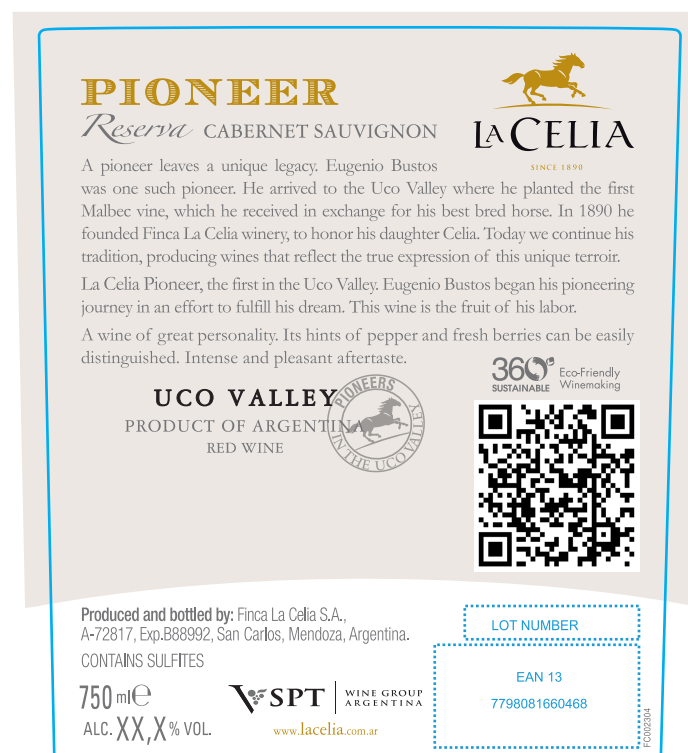 PIONEER
Reserva CABERNET SAUVIGNON
LA CELIA
SINCE 1890
A pioneer leaves a unique legacy. Eugenio Bustos
was one such pioneer. He arrived to the Uco Valley where he planted the first
Malbec vine, which he received in exchange for his best bred horse. In 1890 he
founded Finca La Celia winery, to honor his daughter Celia. Today we continue his
tradition, producing wines that reflect the true expression of this unique terroir.
La Celia Pioneer, the first in the Uco Valley. Eugenio Bustos began his pioneering
journey in an effort to fulfill his dream. This wine is the fruit of his labor.
A wine of great personality. Its hints of pepper and fresh berries can be easily
distinguished. Intense and pleasant aftertaste.
360°
SUSTAINABLE
Eco-Friendly
Winemaking
UCO VALLEY
PRODUCT OF ARGENTINA
RED WINE
PIONEERS
IN THE UCO VALLEY
Produced and bottled by: Finca La Celia S.A.,
A-72817, Exp.B88992, San Carlos, Mendoza, Argentina.
CONTAINS SULFITES
750 ml e
ALC. XX,X % VOL.
VSPT
WINE GROUP
ARGENTINA
www.lacelia.com.ar
LOT NUMBER
EAN 13
7798081660468
FC002304